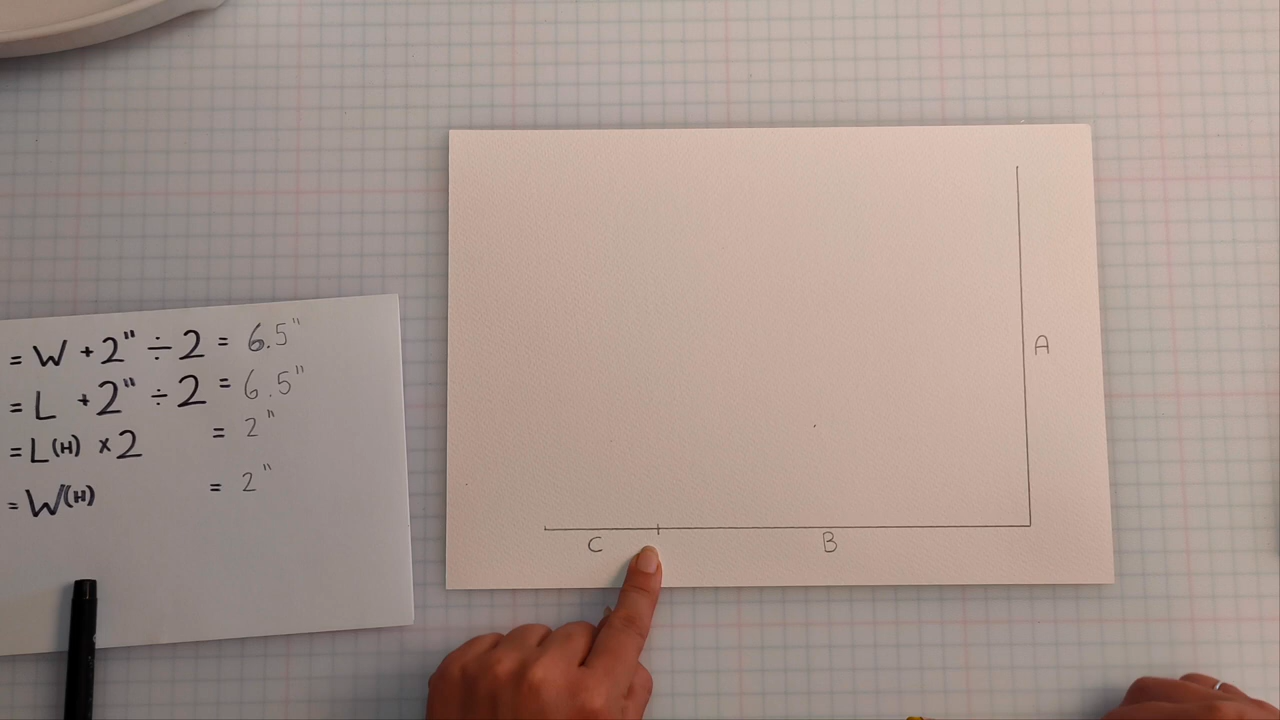 = W + 2" ÷ 2 = 6.5"
= L + 2" ÷ 2 = 6.5"
= L(H) × 2 = 2"
= W(H) = 2"
A
C B